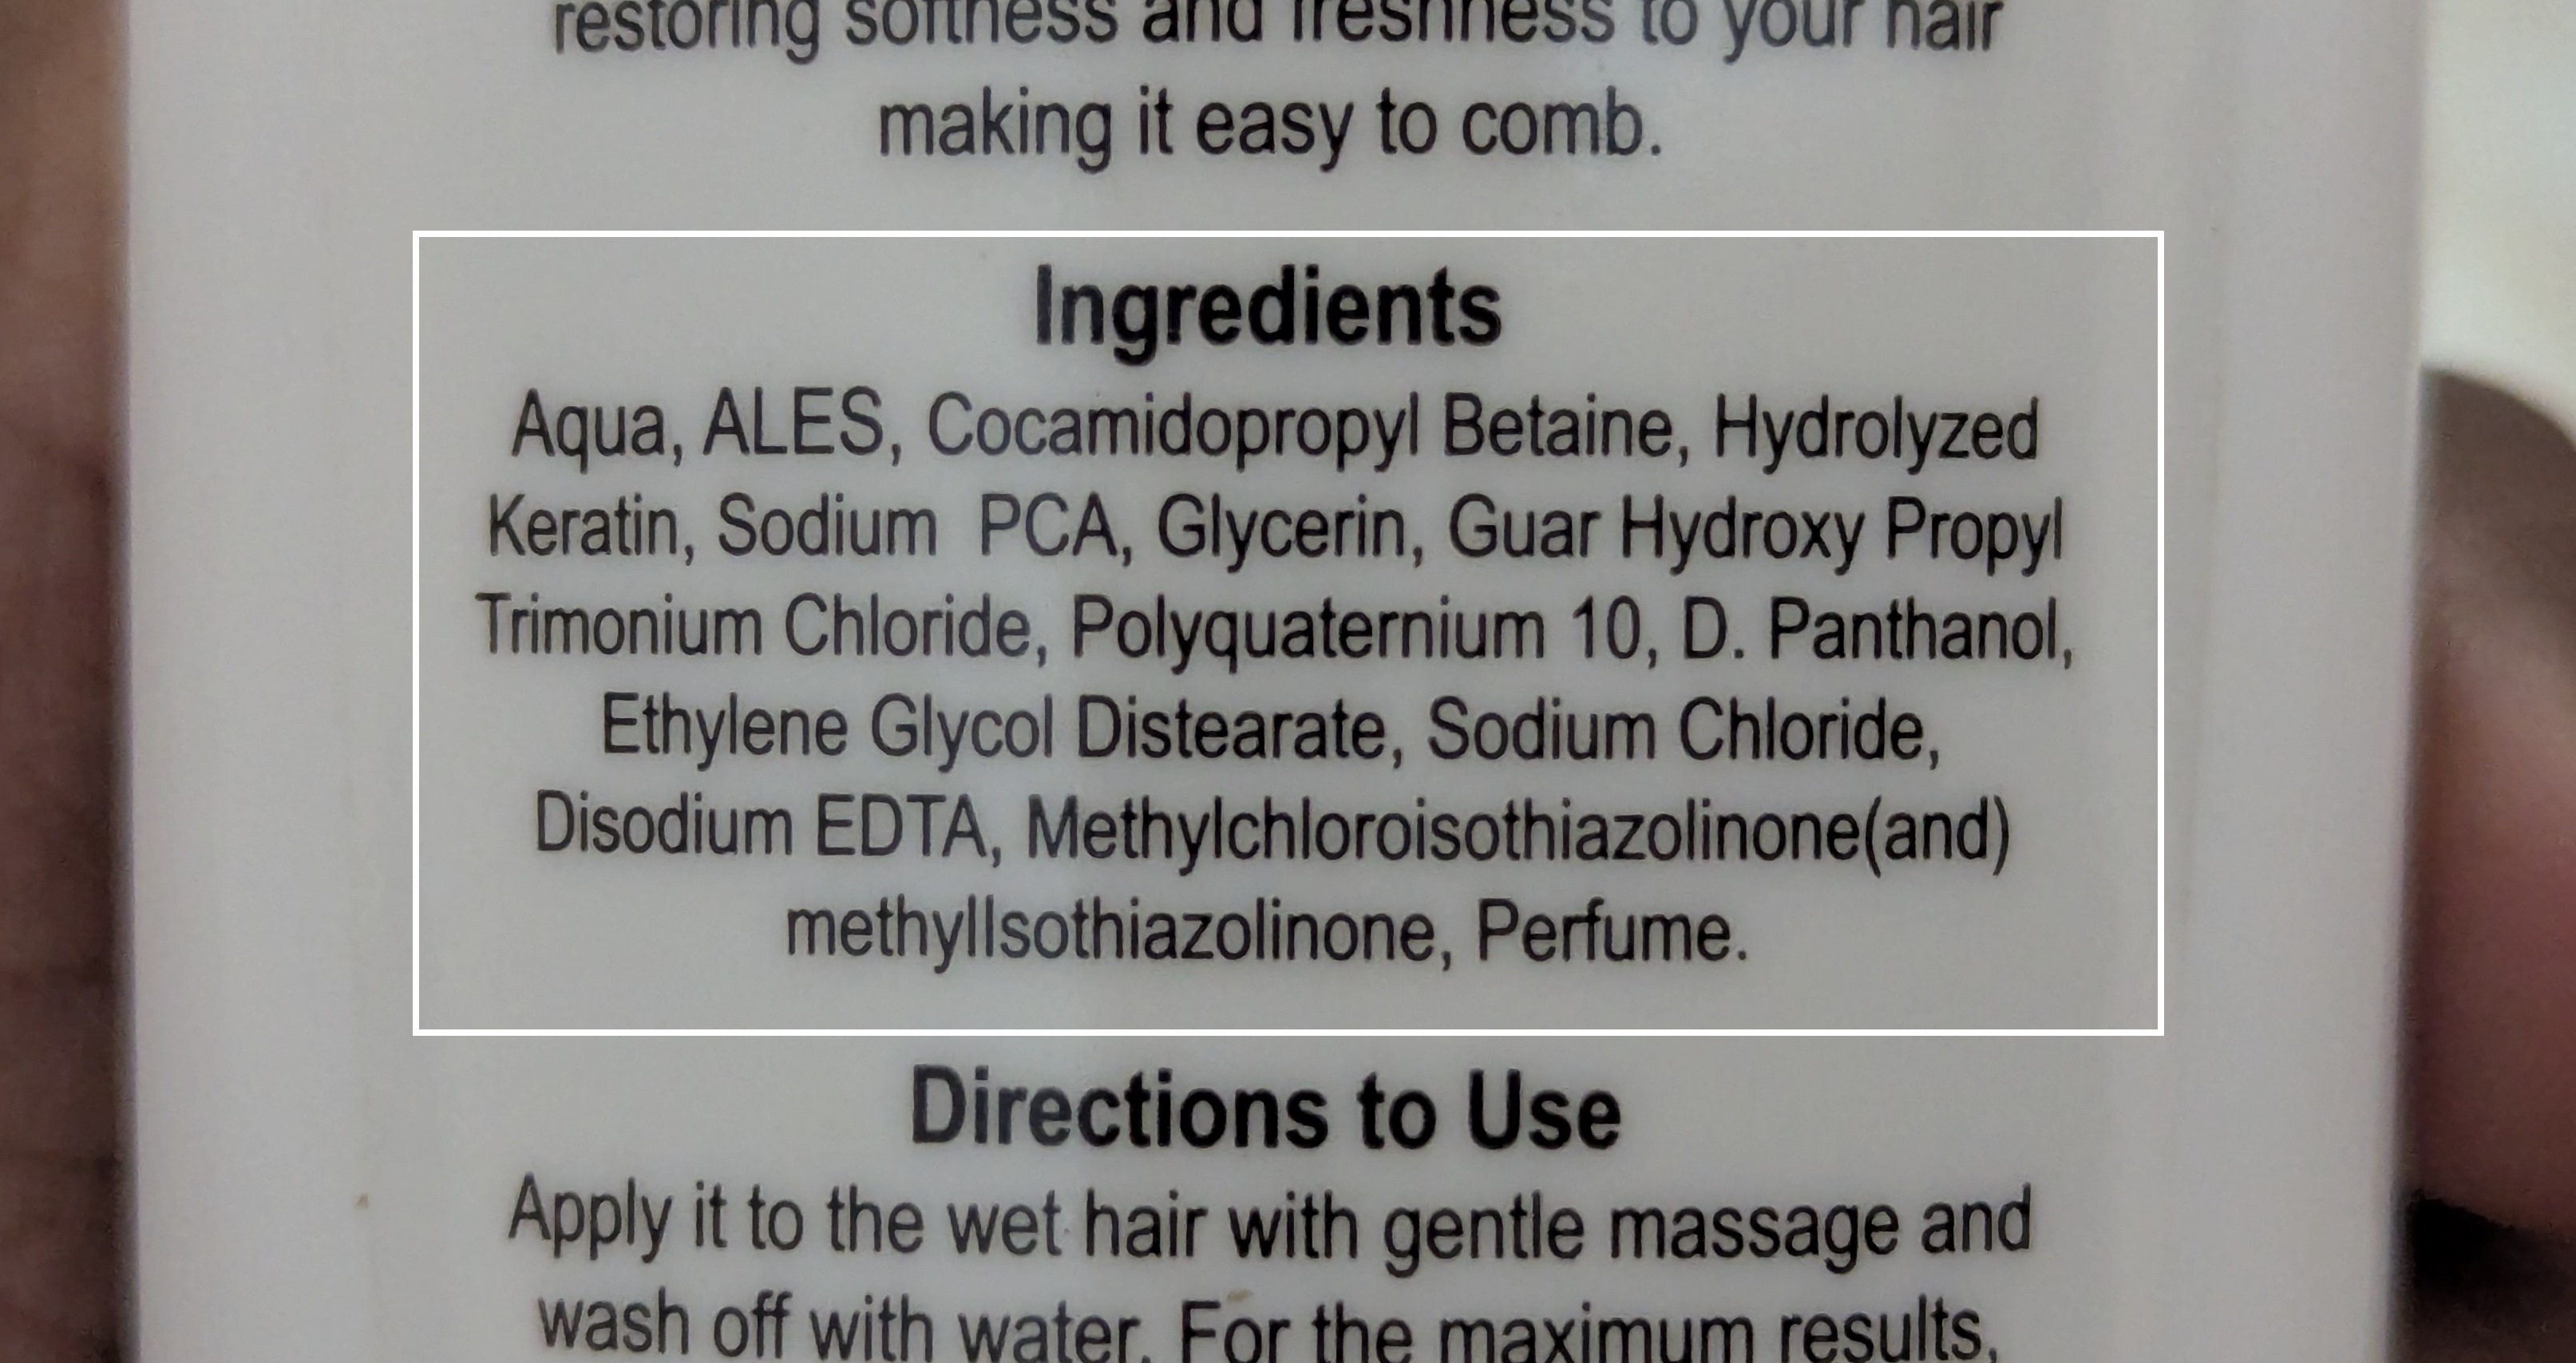 restoring softness and freshness to your hair
making it easy to comb.
Ingredients
Aqua, ALES, Cocamidopropyl Betaine, Hydrolyzed
Keratin, Sodium PCA, Glycerin, Guar Hydroxy Propyl
Trimonium Chloride, Polyquaternium 10, D. Panthanol,
Ethylene Glycol Distearate, Sodium Chloride,
Disodium EDTA, Methylchloroisothiazolinone(and)
methylIsothiazolinone, Perfume.
Directions to Use
Apply it to the wet hair with gentle massage and
wash off with water. For the maximum results,